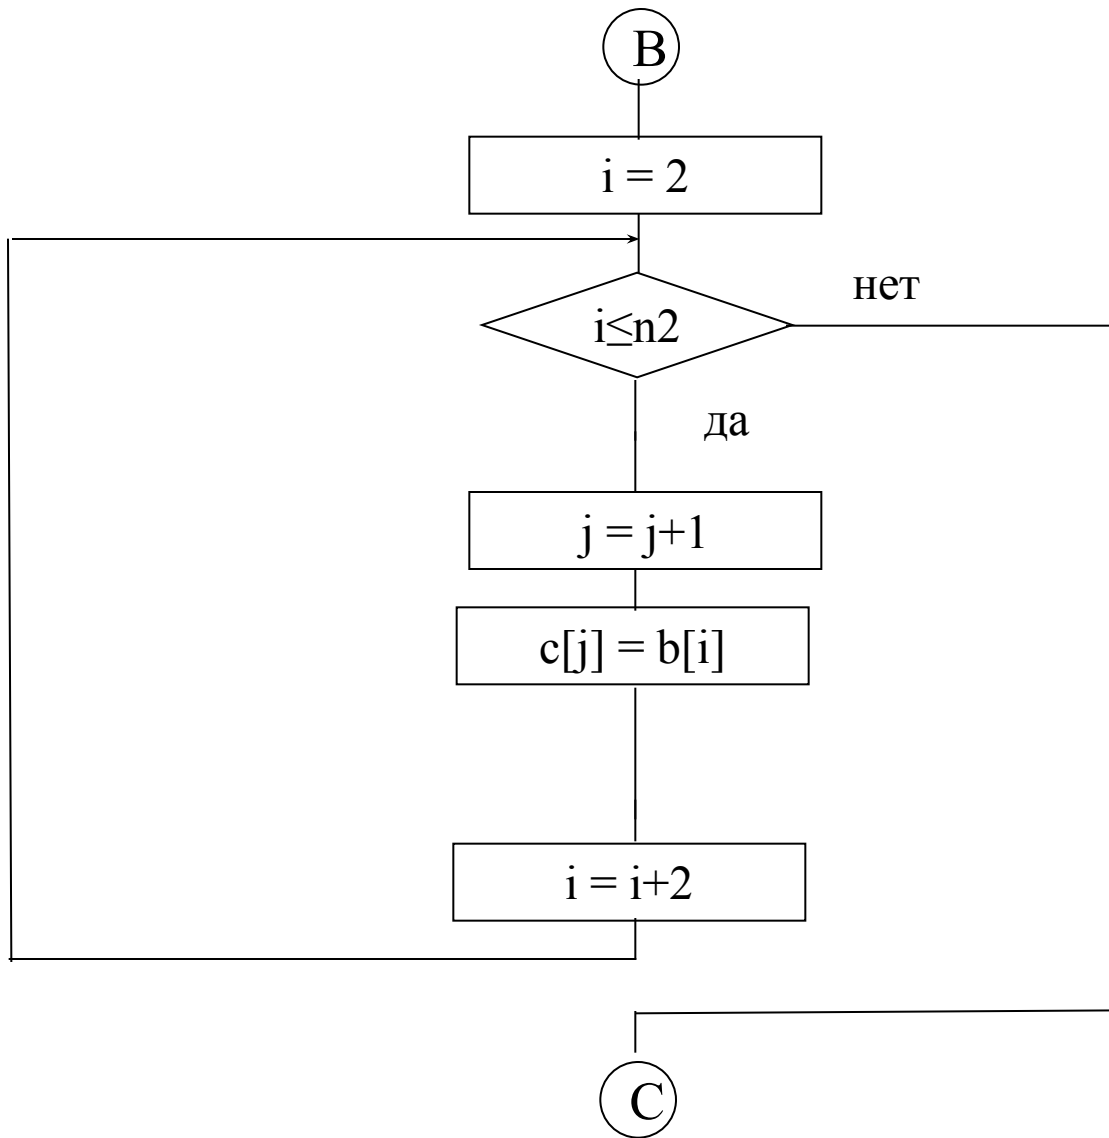 B
i = 2
нет
i≤n2
да
j = j+1
c[j] = b[i]
i = i+2
C